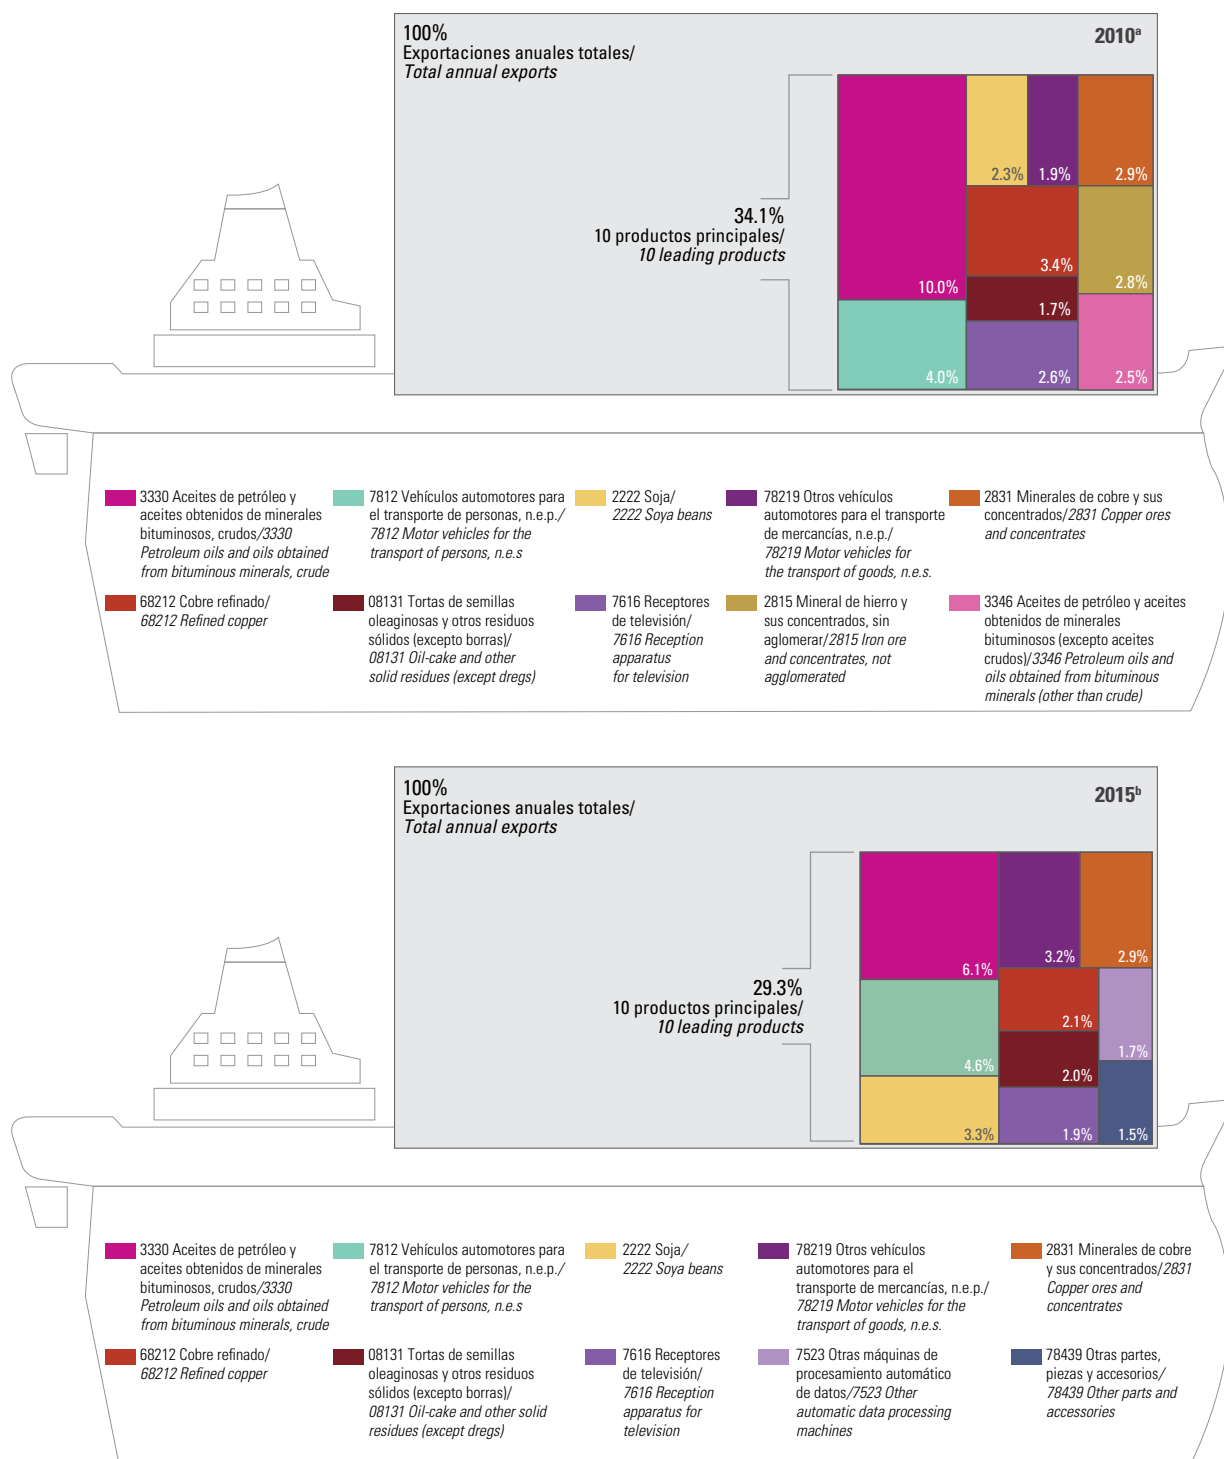 100%
Exportaciones anuales totales/
Total annual exports
2010ª
34.1%
10 productos principales/
10 leading products
10.0%
4.0%
2.3%
1.9%
2.9%
3.4%
1.7%
2.6%
2.8%
2.5%
3330 Aceites de petróleo y
aceites obtenidos de minerales
bituminosos, crudos/3330
Petroleum oils and oils obtained
from bituminous minerals, crude
7812 Vehículos automotores para
el transporte de personas, n.e.p./
7812 Motor vehicles for the
transport of persons, n.e.s
2222 Soja/
2222 Soya beans
78219 Otros vehículos
automotores para el transporte
de mercancías, n.e.p./
78219 Motor vehicles for
the transport of goods, n.e.s.
2831 Minerales de cobre y sus
concentrados/2831 Copper ores
and concentrates
68212 Cobre refinado/
68212 Refined copper
08131 Tortas de semillas
oleaginosas y otros residuos
sólidos (excepto borras)/
08131 Oil-cake and other
solid residues (except dregs)
7616 Receptores
de televisión/
7616 Reception
apparatus
for television
2815 Mineral de hierro y
sus concentrados, sin
aglomerar/2815 Iron ore
and concentrates, not
agglomerated
3346 Aceites de petróleo y aceites
obtenidos de minerales
bituminosos (excepto aceites
crudos)/3346 Petroleum oils and
oils obtained from bituminous
minerals (other than crude)
100%
Exportaciones anuales totales/
Total annual exports
2015ᵇ
29.3%
10 productos principales/
10 leading products
6.1%
4.6%
3.3%
3.2%
2.9%
2.1%
2.0%
1.9%
1.7%
1.5%
3330 Aceites de petróleo y
aceites obtenidos de minerales
bituminosos, crudos/3330
Petroleum oils and oils obtained
from bituminous minerals, crude
7812 Vehículos automotores para
el transporte de personas, n.e.p./
7812 Motor vehicles for the
transport of persons, n.e.s
2222 Soja/
2222 Soya beans
78219 Otros vehículos
automotores para el
transporte de mercancías, n.e.p./
78219 Motor vehicles for the
transport of goods, n.e.s.
2831 Minerales de cobre
y sus concentrados/2831
Copper ores and
concentrates
68212 Cobre refinado/
68212 Refined copper
08131 Tortas de semillas
oleaginosas y otros residuos
sólidos (excepto borras)/
08131 Oil-cake and other solid
residues (except dregs)
7616 Receptores
de televisión/
7616 Reception
apparatus for
television
7523 Otras máquinas de
procesamiento automático
de datos/7523 Other
automatic data processing
machines
78439 Otras partes,
piezas y accesorios/
78439 Other parts and
accessories